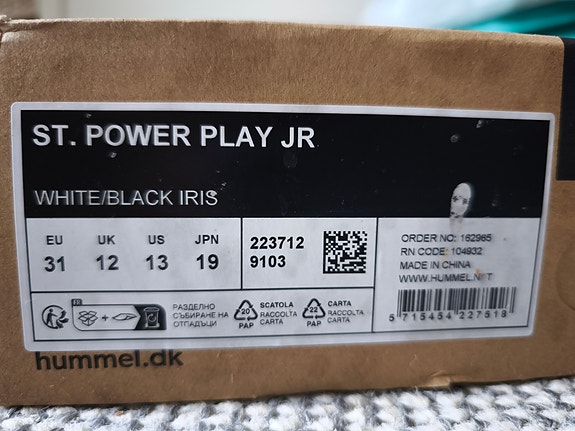 ST. POWER PLAY JR
WHITE/BLACK IRIS
EU UK US JPN
31 12 13 19
223712
9103
ORDER NO: 162965
RN CODE: 104932
MADE IN CHINA
WWW.HUMMEL.NET
FR
РАЗДЕЛНО
СЪБИРАНЕ НА
ОТПАДЪЦИ
20
PAP
SCATOLA
RACCOLTA
CARTA
22
PAP
CARTA
RACCOLTA
CARTA
5 715454 227518
hummel.dk